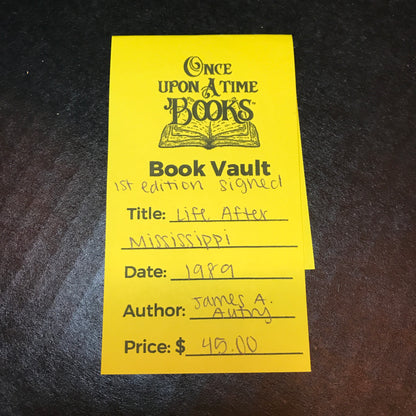 ONCE
UPON A TIME
BOOKS™
Book Vault
1st edition signed
Title: Life After
Mississippi
Date: 1989
Author: James A.
Autry
Price: $ 45.00